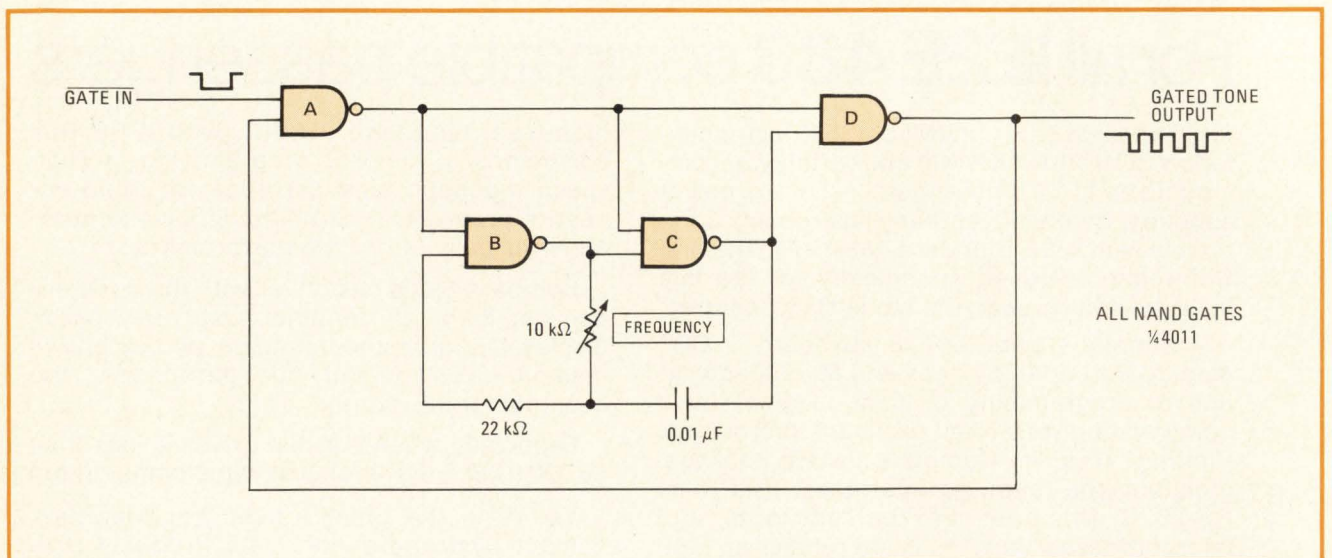 GATE IN
A
B
C
D
10 kΩ
FREQUENCY
22 kΩ
0.01 μF
GATED TONE
OUTPUT
ALL NAND GATES
¼ 4011